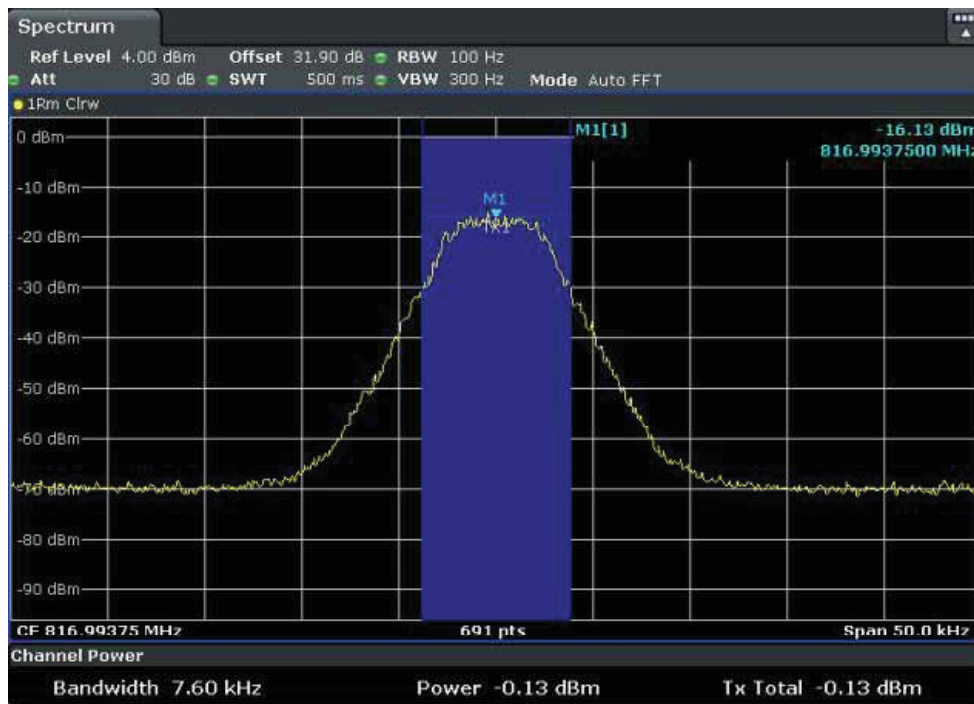 Spectrum
Ref Level 4.00 dBm Offset 31.90 dB RBW 100 Hz
Att 30 dB SWT 500 ms VBW 300 Hz Mode Auto FFT
1Rm Clrw
M1[1] -16.13 dBm
816.9937500 MHz
0 dBm
-10 dBm
M1
-20 dBm
-30 dBm
-40 dBm
-50 dBm
-60 dBm
-70 dBm
-80 dBm
-90 dBm
CF 816.99375 MHz 691 pts Span 50.0 kHz
Channel Power
Bandwidth 7.60 kHz Power -0.13 dBm Tx Total -0.13 dBm